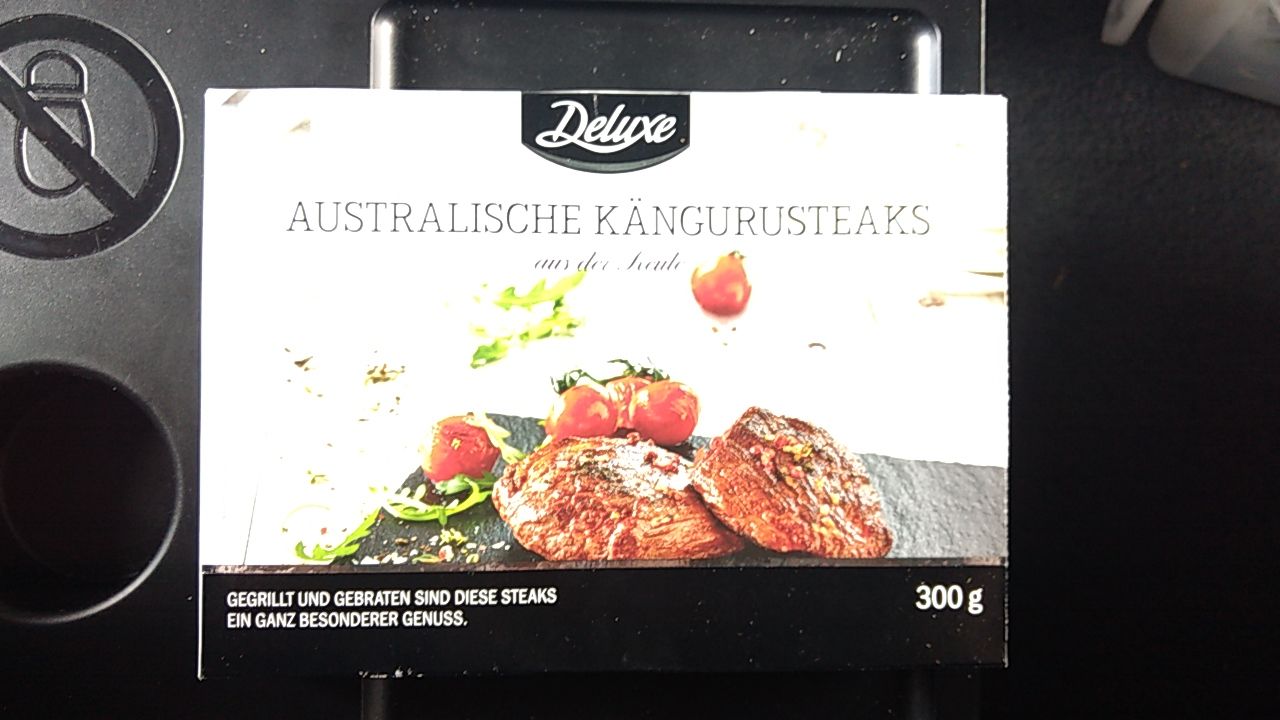 Deluxe
AUSTRALISCHE KÄNGURUSTEAKS
aus der Keule
GEGRILLT UND GEBRATEN SIND DIESE STEAKS
EIN GANZ BESONDERER GENUSS.
300 g